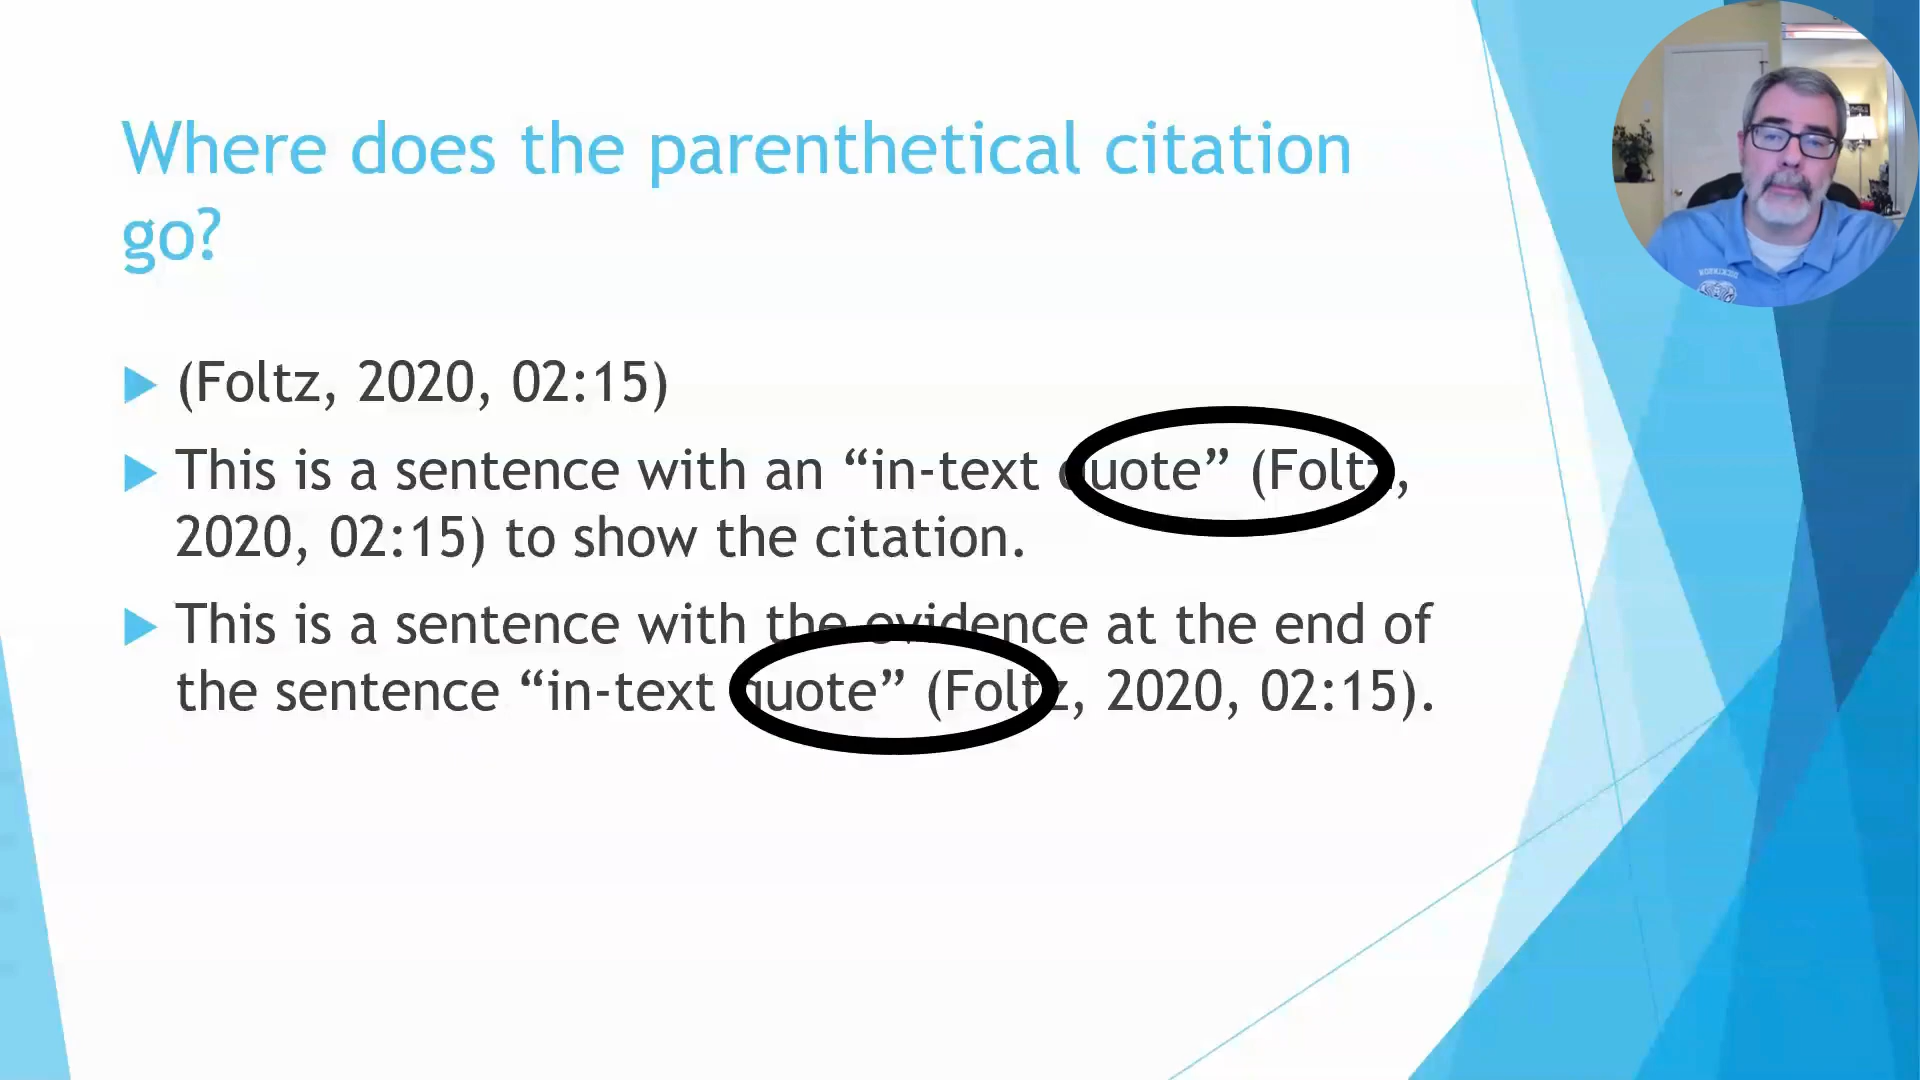 Where does the parenthetical citation
go?
(Foltz, 2020, 02:15)
This is a sentence with an “in-text quote” (Foltz,
2020, 02:15) to show the citation.
This is a sentence with the evidence at the end of
the sentence “in-text quote” (Foltz, 2020, 02:15).
DICKINSON